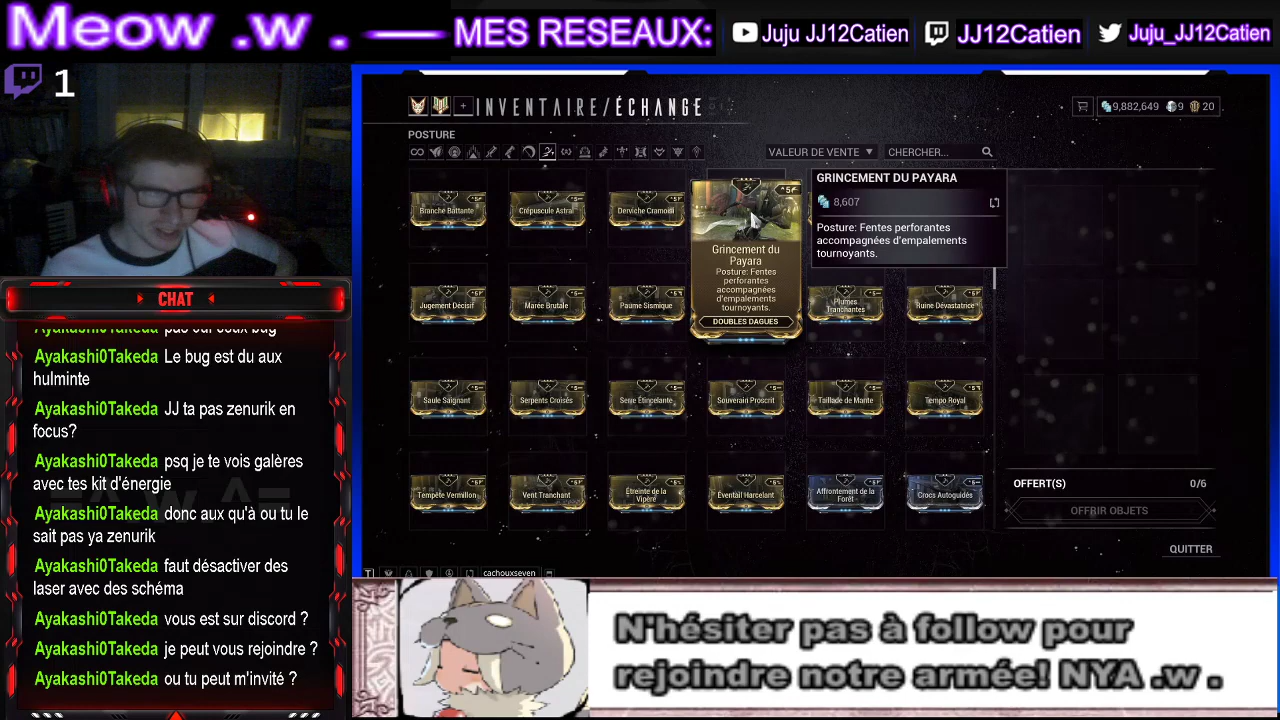 Meow w . — MES RESEAUX: Juju JJ12Catien JJ12Catien Juju_JJ12Catien
1
INVENTAIRE/ÉCHANGE
9,882,649 9 20
POSTURE
VALEUR DE VENTE CHERCHER...
Branche Battante
Crépuscule Astral
Derviche Cramoisi
5
Grincement du
Payara
Posture: Fentes
perforantes
accompagnées
d'empalements
tournoyants.
DOUBLES DAGUES
GRINCEMENT DU PAYARA
8,607
Posture: Fentes perforantes
accompagnées d'empalements
tournoyants.
Jugement Décisif
Marée Brutale
Paume Sismique
Plumes
Tranchantes
Ruine Dévastatrice
Saule Saignant
Serpents Croisés
Serre Étincelante
Souverain Proscrit
Taillade de Mante
Tempo Royal
Tempête Vermillon
Vent Tranchant
Étreinte de la
Vipère
Éventail Harcelant
Affrontement de la
Forêt
Crocs Autoguidés
OFFERT(S) 0/6
OFFRIR OBJETS
QUITTER
cachouxseven
CHAT
Ayakashi0Takeda Le bug est du aux
hulminte
Ayakashi0Takeda JJ ta pas zenurik en
focus?
Ayakashi0Takeda psq je te vois galères
avec tes kit d'énergie
Ayakashi0Takeda donc aux qu'à ou tu le
sait pas ya zenurik
Ayakashi0Takeda faut désactiver des
laser avec des schéma
Ayakashi0Takeda vous est sur discord ?
Ayakashi0Takeda je peut vous rejoindre ?
Ayakashi0Takeda ou tu peut m'invité ?
N'hésiter pas à follow pour
rejoindre notre armée! NYA .w .